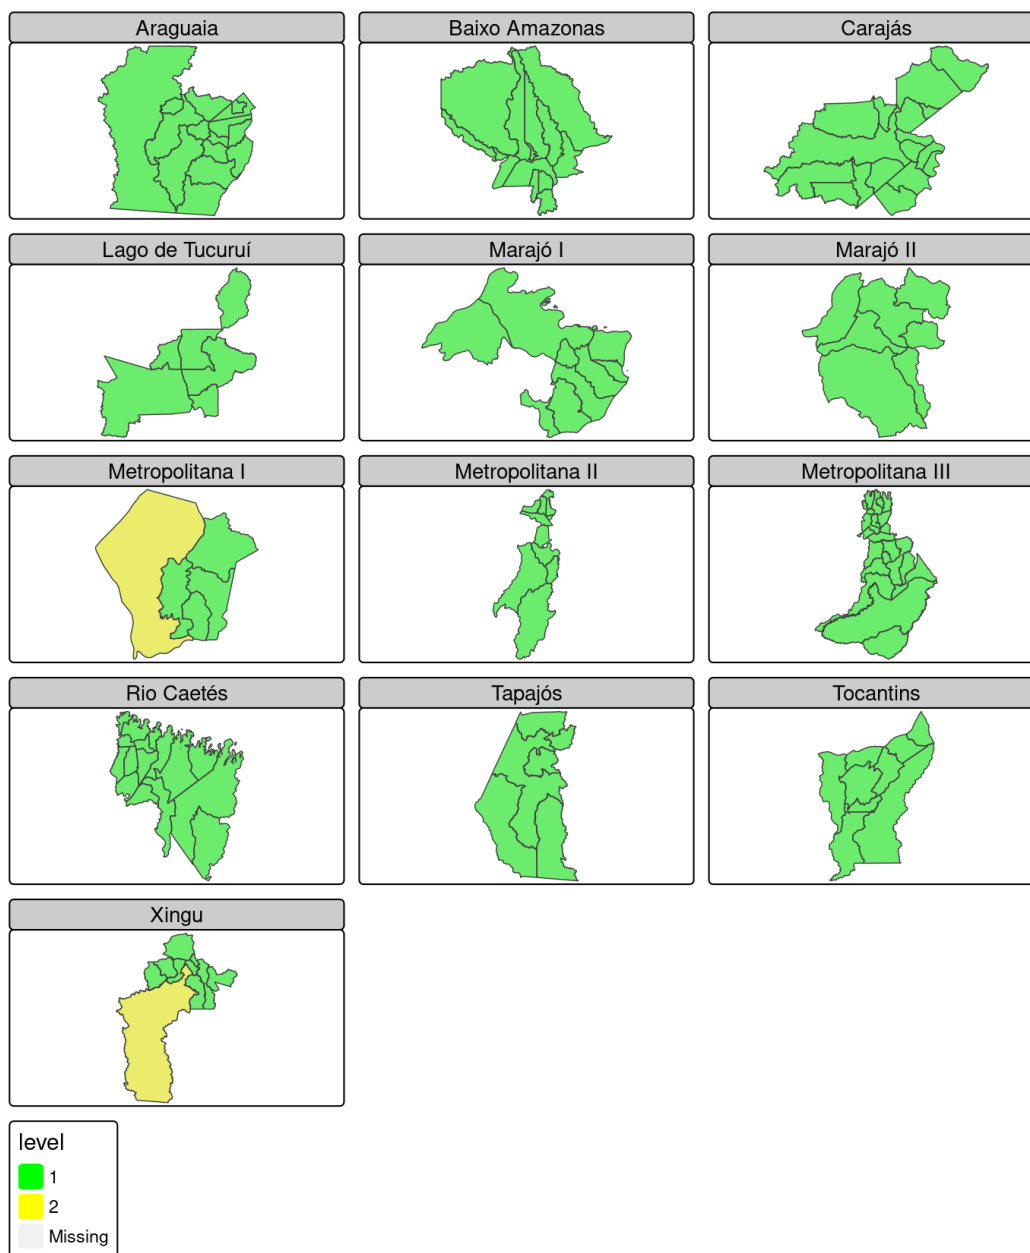 Araguaia
Baixo Amazonas
Carajás
Lago de Tucuruí
Marajó I
Marajó II
Metropolitana I
Metropolitana II
Metropolitana III
Rio Caetés
Tapajós
Tocantins
Xingu
level
1
2
Missing